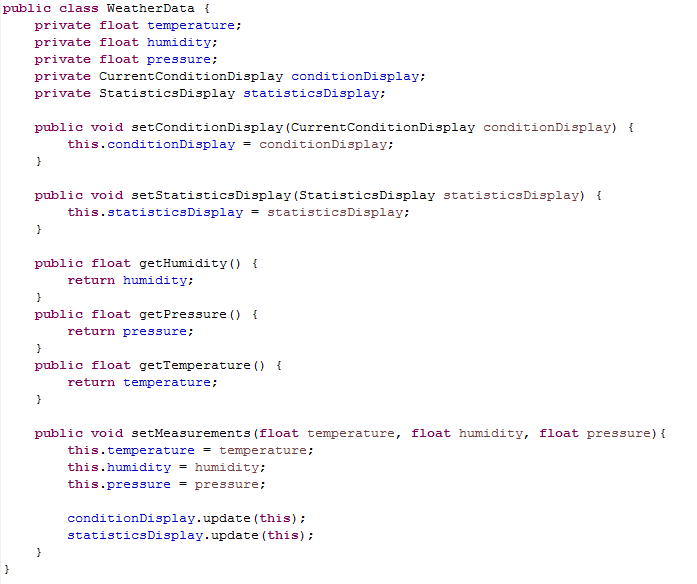 public class WeatherData {
    private float temperature;
    private float humidity;
    private float pressure;
    private CurrentConditionDisplay conditionDisplay;
    private StatisticsDisplay statisticsDisplay;

    public void setConditionDisplay(CurrentConditionDisplay conditionDisplay) {
        this.conditionDisplay = conditionDisplay;
    }

    public void setStatisticsDisplay(StatisticsDisplay statisticsDisplay) {
        this.statisticsDisplay = statisticsDisplay;
    }

    public float getHumidity() {
        return humidity;
    }
    public float getPressure() {
        return pressure;
    }
    public float getTemperature() {
        return temperature;
    }

    public void setMeasurements(float temperature, float humidity, float pressure){
        this.temperature = temperature;
        this.humidity = humidity;
        this.pressure = pressure;

        conditionDisplay.update(this);
        statisticsDisplay.update(this);
    }
}